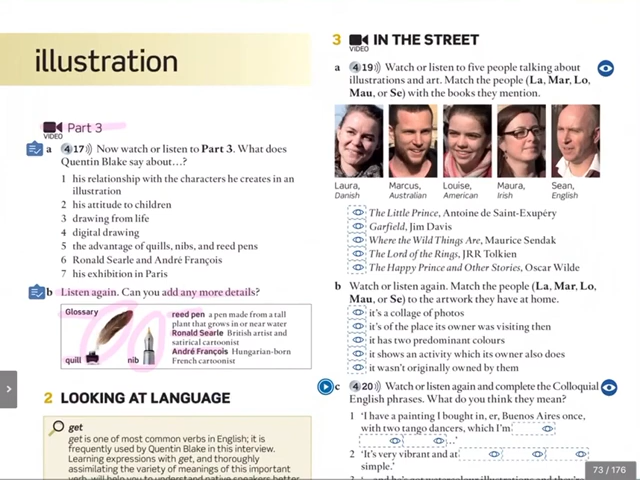 illustration
VIDEO
Part 3
a 4 17 Now watch or listen to Part 3. What does
Quentin Blake say about…?
1 his relationship with the characters he creates in an
illustration
2 his attitude to children
3 drawing from life
4 digital drawing
5 the advantage of quills, nibs, and reed pens
6 Ronald Searle and André François
7 his exhibition in Paris
b Listen again. Can you add any more details?
Glossary
quill
nib
reed pen a pen made from a tall
plant that grows in or near water
Ronald Searle British artist and
satirical cartoonist
André François Hungarian-born
French cartoonist
2 LOOKING AT LANGUAGE
get
get is one of most common verbs in English; it is
frequently used by Quentin Blake in this interview.
Learning expressions with get, and thoroughly
assimilating the variety of meanings of this important
verb, will help you to understand native speakers better
3 VIDEO IN THE STREET
a 4 19 Watch or listen to five people talking about
illustrations and art. Match the people (La, Mar, Lo,
Mau, or Se) with the books they mention.
Laura,
Danish
Marcus,
Australian
Louise,
American
Maura,
Irish
Sean,
English
The Little Prince, Antoine de Saint-Exupéry
Garfield, Jim Davis
Where the Wild Things Are, Maurice Sendak
The Lord of the Rings, JRR Tolkien
The Happy Prince and Other Stories, Oscar Wilde
b Watch or listen again. Match the people (La, Mar, Lo,
Mau, or Se) to the artwork they have at home.
it's a collage of photos
it's of the place its owner was visiting then
it has two predominant colours
it shows an activity which its owner also does
it wasn't originally owned by them
c 4 20 Watch or listen again and complete the Colloquial
English phrases. What do you think they mean?
1 'I have a painting I bought in, er, Buenos Aires once,
with two tango dancers, which I'm
…'
2 'It's very vibrant and at
simple.'
73 / 176